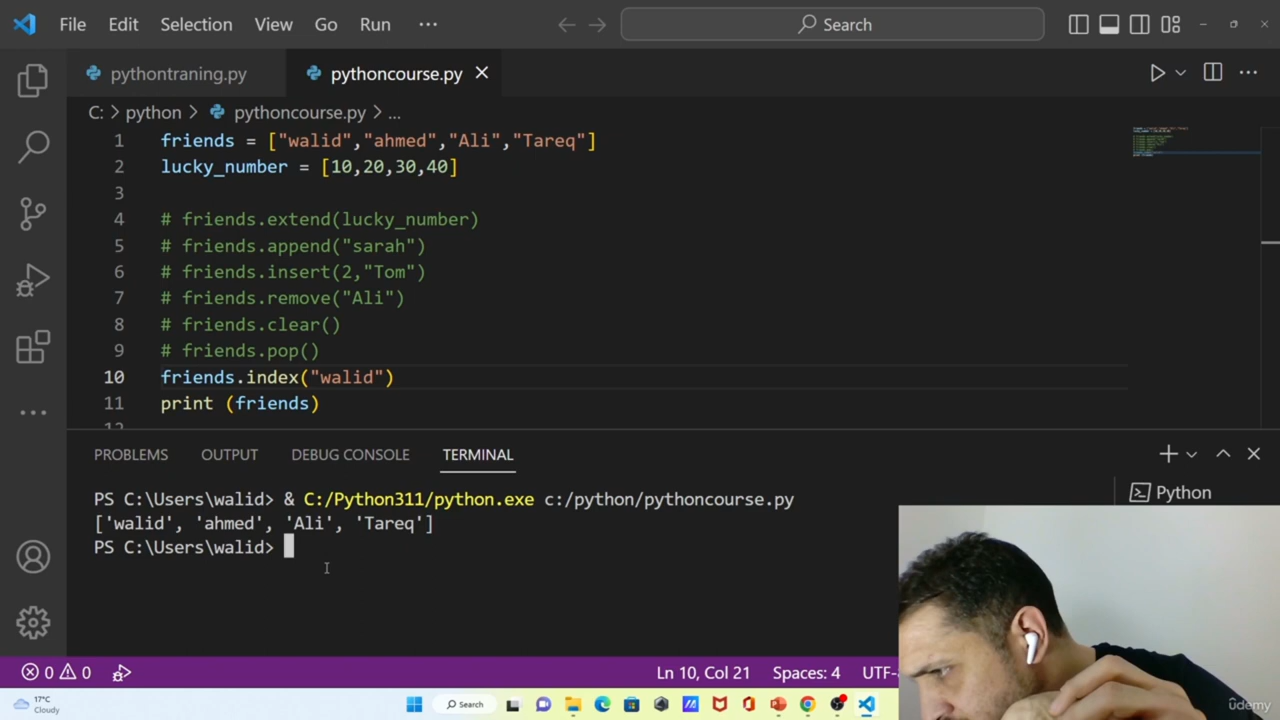 File Edit Selection View Go Run ... Search
pythontraning.py pythoncourse.py
C: > python > pythoncourse.py > ...
1 friends = ["walid","ahmed","Ali","Tareq"]
2 lucky_number = [10,20,30,40]
3
4 # friends.extend(lucky_number)
5 # friends.append("sarah")
6 # friends.insert(2,"Tom")
7 # friends.remove("Ali")
8 # friends.clear()
9 # friends.pop()
10 friends.index("walid")
11 print (friends)
PROBLEMS OUTPUT DEBUG CONSOLE TERMINAL
PS C:\Users\walid> & C:/Python311/python.exe c:/python/pythoncourse.py
['walid', 'ahmed', 'Ali', 'Tareq']
PS C:\Users\walid>
Python
0 0 Ln 10, Col 21 Spaces: 4 UTF-
17°C
Cloudy
Search
udemy